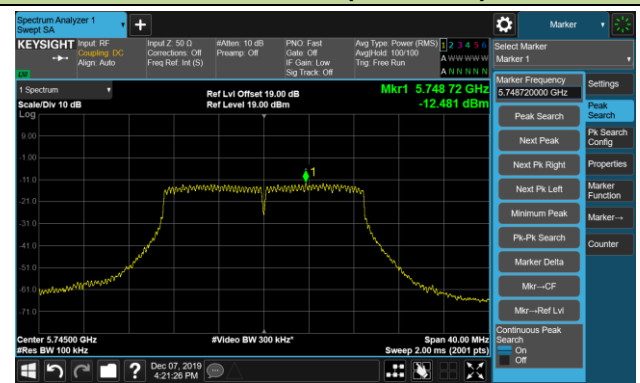 Spectrum Analyzer 1
Swept SA
Marker
KEYSIGHT
Input: RF
Coupling: DC
Align: Auto
Input Z: 50 Ω
Corrections: Off
Freq Ref: Int (S)
#Atten: 10 dB
Preamp: Off
PNO: Fast
Gate: Off
IF Gain: Low
Sig Track: Off
Avg Type: Power (RMS)
Avg|Hold: 100/100
Trig: Free Run
1 2 3 4 5 6
A W W W W W
A N N N N N
Select Marker
Marker 1
1 Spectrum
Scale/Div 10 dB
Log
Ref Lvl Offset 19.00 dB
Ref Level 19.00 dBm
Mkr1 5.748 72 GHz
-12.481 dBm
9.00
-1.00
-11.0
-21.0
-31.0
-41.0
-51.0
-61.0
-71.0
1
Center 5.74500 GHz
#Res BW 100 kHz
#Video BW 300 kHz*
Span 40.00 MHz
Sweep 2.00 ms (2001 pts)
Marker Frequency
5.748720000 GHz
Peak Search
Next Peak
Next Pk Right
Next Pk Left
Minimum Peak
Pk-Pk Search
Marker Delta
Mkr→CF
Mkr→Ref Lvl
Continuous Peak
Search
On
Off
Settings
Peak
Search
Pk Search
Config
Properties
Marker
Function
Marker→
Counter
Dec 07, 2019
4:21:26 PM